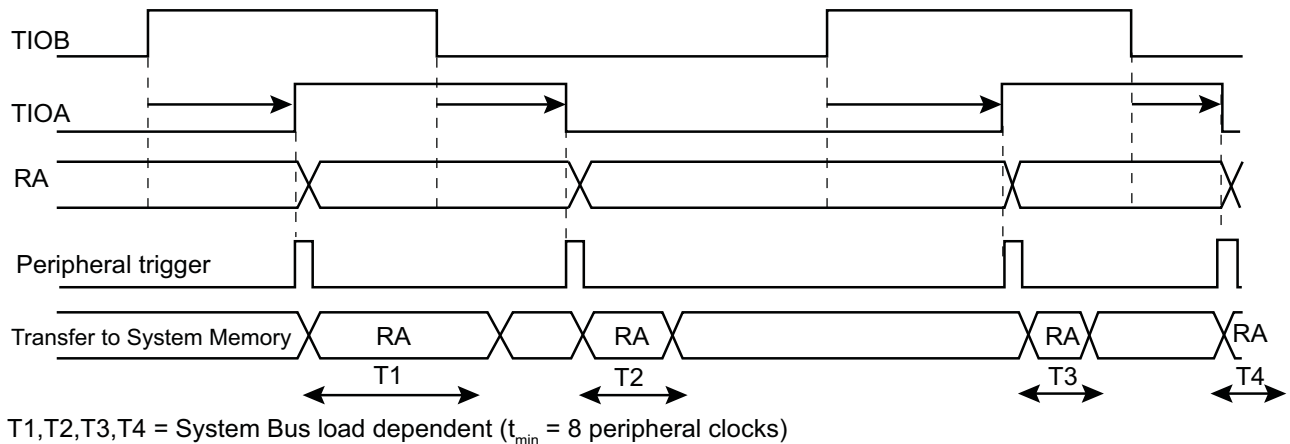 TIOB
TIOA
RA
Peripheral trigger
Transfer to System Memory RA RA RA RA
T1 T2 T3 T4
T1,T2,T3,T4 = System Bus load dependent (tmin = 8 peripheral clocks)